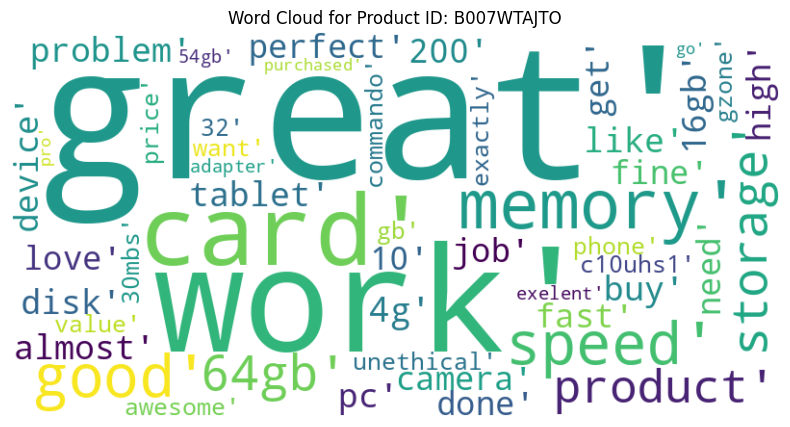 Word Cloud for Product ID: B007WTAJTO
problem'
54gb'
perfect'
200'
go'
purchased'
great'
get'
16gb'
gzone'
high'
device'
pro'
price'
32'
want'
adapter'
commando'
exactly'
like'
fine'
tablet'
memory'
storage'
card'
gb'
love'
30mbs'
10'
job'
phone'
c10uhs1'
need'
work'
disk'
4g'
exelent'
buy'
value'
fast'
almost'
speed'
good'
64gb'
unethical'
camera'
product'
pc'
done'
awesome'